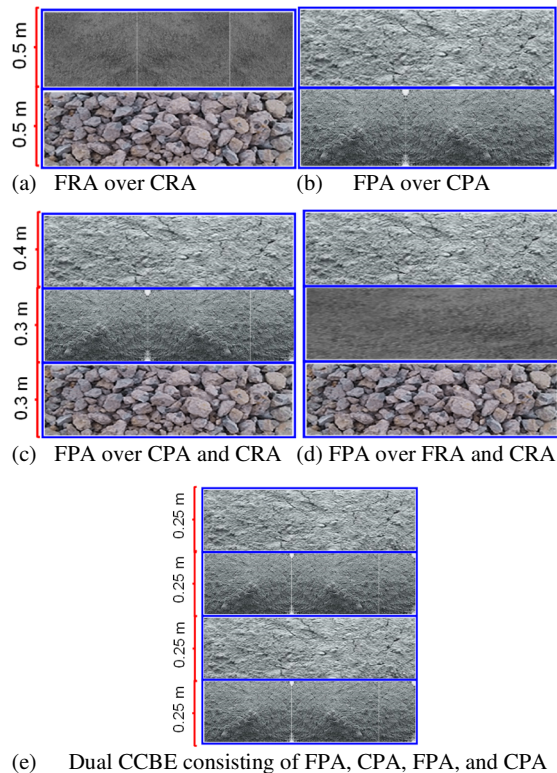 0.5 m
0.5 m
(a) FRA over CRA
(b) FPA over CPA
0.4 m
0.3 m
0.3 m
(c) FPA over CPA and CRA
(d) FPA over FRA and CRA
0.25 m
0.25 m
0.25 m
0.25 m
(e) Dual CCBE consisting of FPA, CPA, FPA, and CPA